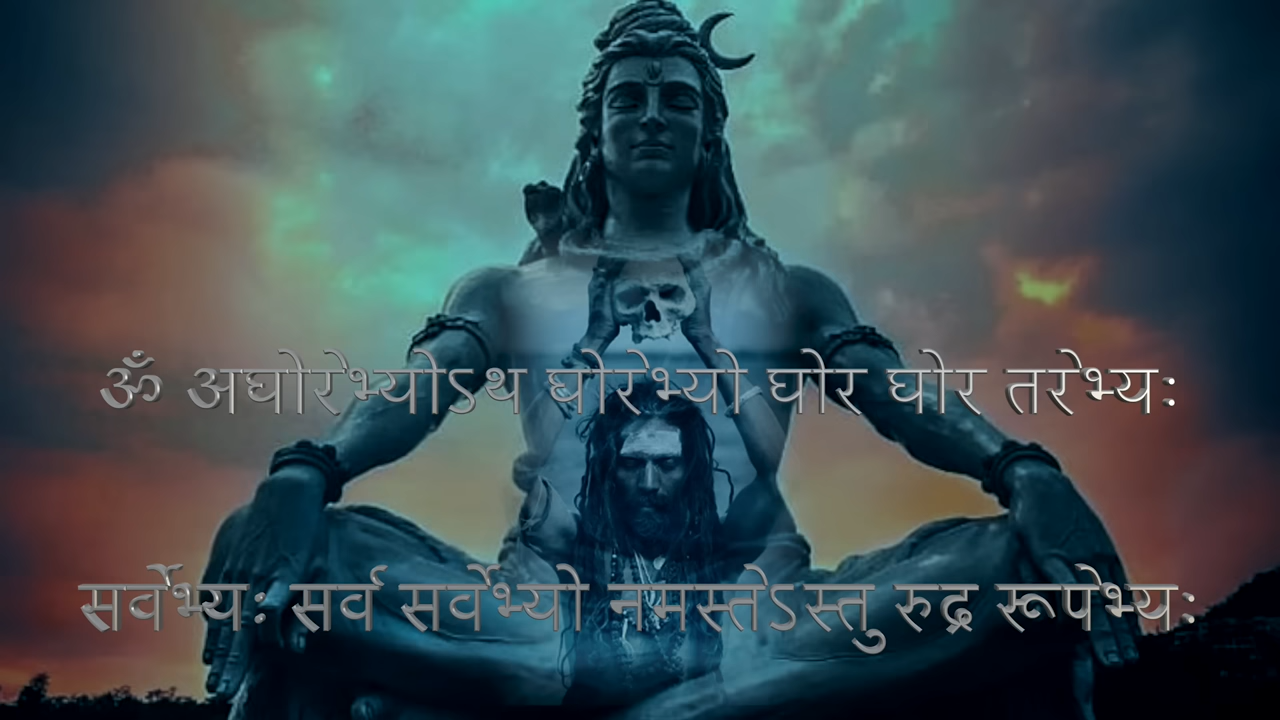 ॐ अघोरेभ्योऽथ घोरेभ्यो घोर घोर तरेभ्यः
सर्वेभ्यः सर्व सर्वेभ्यो नमस्तेऽस्तु रुद्र रूपेभ्यः